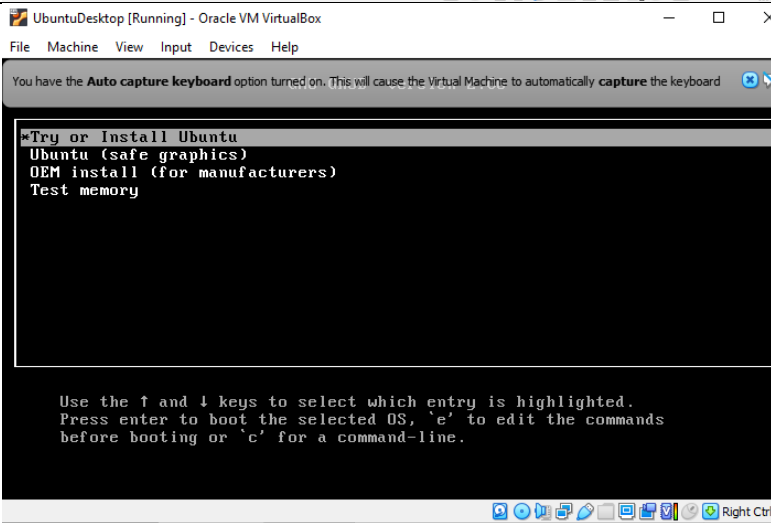 UbuntuDesktop [Running] - Oracle VM VirtualBox
File Machine View Input Devices Help
You have the Auto capture keyboard option turned on. This will cause the Virtual Machine to automatically capture the keyboard
*Try or Install Ubuntu
Ubuntu (safe graphics)
OEM install (for manufacturers)
Test memory
Use the ↑ and ↓ keys to select which entry is highlighted.
Press enter to boot the selected OS, `e' to edit the commands
before booting or `c' for a command-line.
Right Ctrl